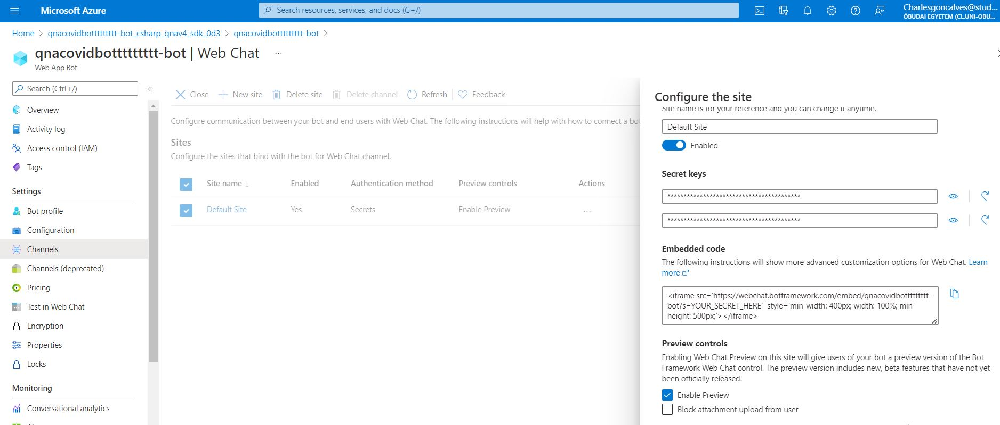 Microsoft Azure
Search resources, services, and docs (G+/)
Charlesgoncalves@stud...
ÓBUDAI EGYETEM (CL.UNI-OBU...
Home > qnacovidbottttttttt-bot_csharp_qnav4_sdk_0d3 > qnacovidbottttttttt-bot >
qnacovidbottttttttt-bot | Web Chat ...
Web App Bot
Search (Ctrl+/)
«
Overview
Activity log
Access control (IAM)
Tags
Settings
Bot profile
Configuration
Channels
Channels (deprecated)
Pricing
Test in Web Chat
Encryption
Properties
Locks
Monitoring
Conversational analytics
Close
New site
Delete site
Delete channel
Refresh
Feedback
Configure communication between your bot and end users with Web Chat. The following instructions will help with how to connect a bot
Sites
Configure the sites that bind with the bot for Web Chat channel.
Site name ↓ Enabled Authentication method Preview controls Actions
Default Site Yes Secrets Enable Preview ...
Configure the site
Site name is for your reference and you can change it anytime.
Default Site
Enabled
Secret keys
******************************************
******************************************
Embedded code
The following instructions will show more advanced customization options for Web Chat. Learn
more
<iframe src='https://webchat.botframework.com/embed/qnacovidbottttttttt-
bot?s=YOUR_SECRET_HERE' style='min-width: 400px; width: 100%; min-
height: 500px;'></iframe>
Preview controls
Enabling Web Chat Preview on this site will give users of your bot a preview version of the Bot
Framework Web Chat control. The preview version includes new, beta features that have not yet
been officially released.
Enable Preview
Block attachment upload from user